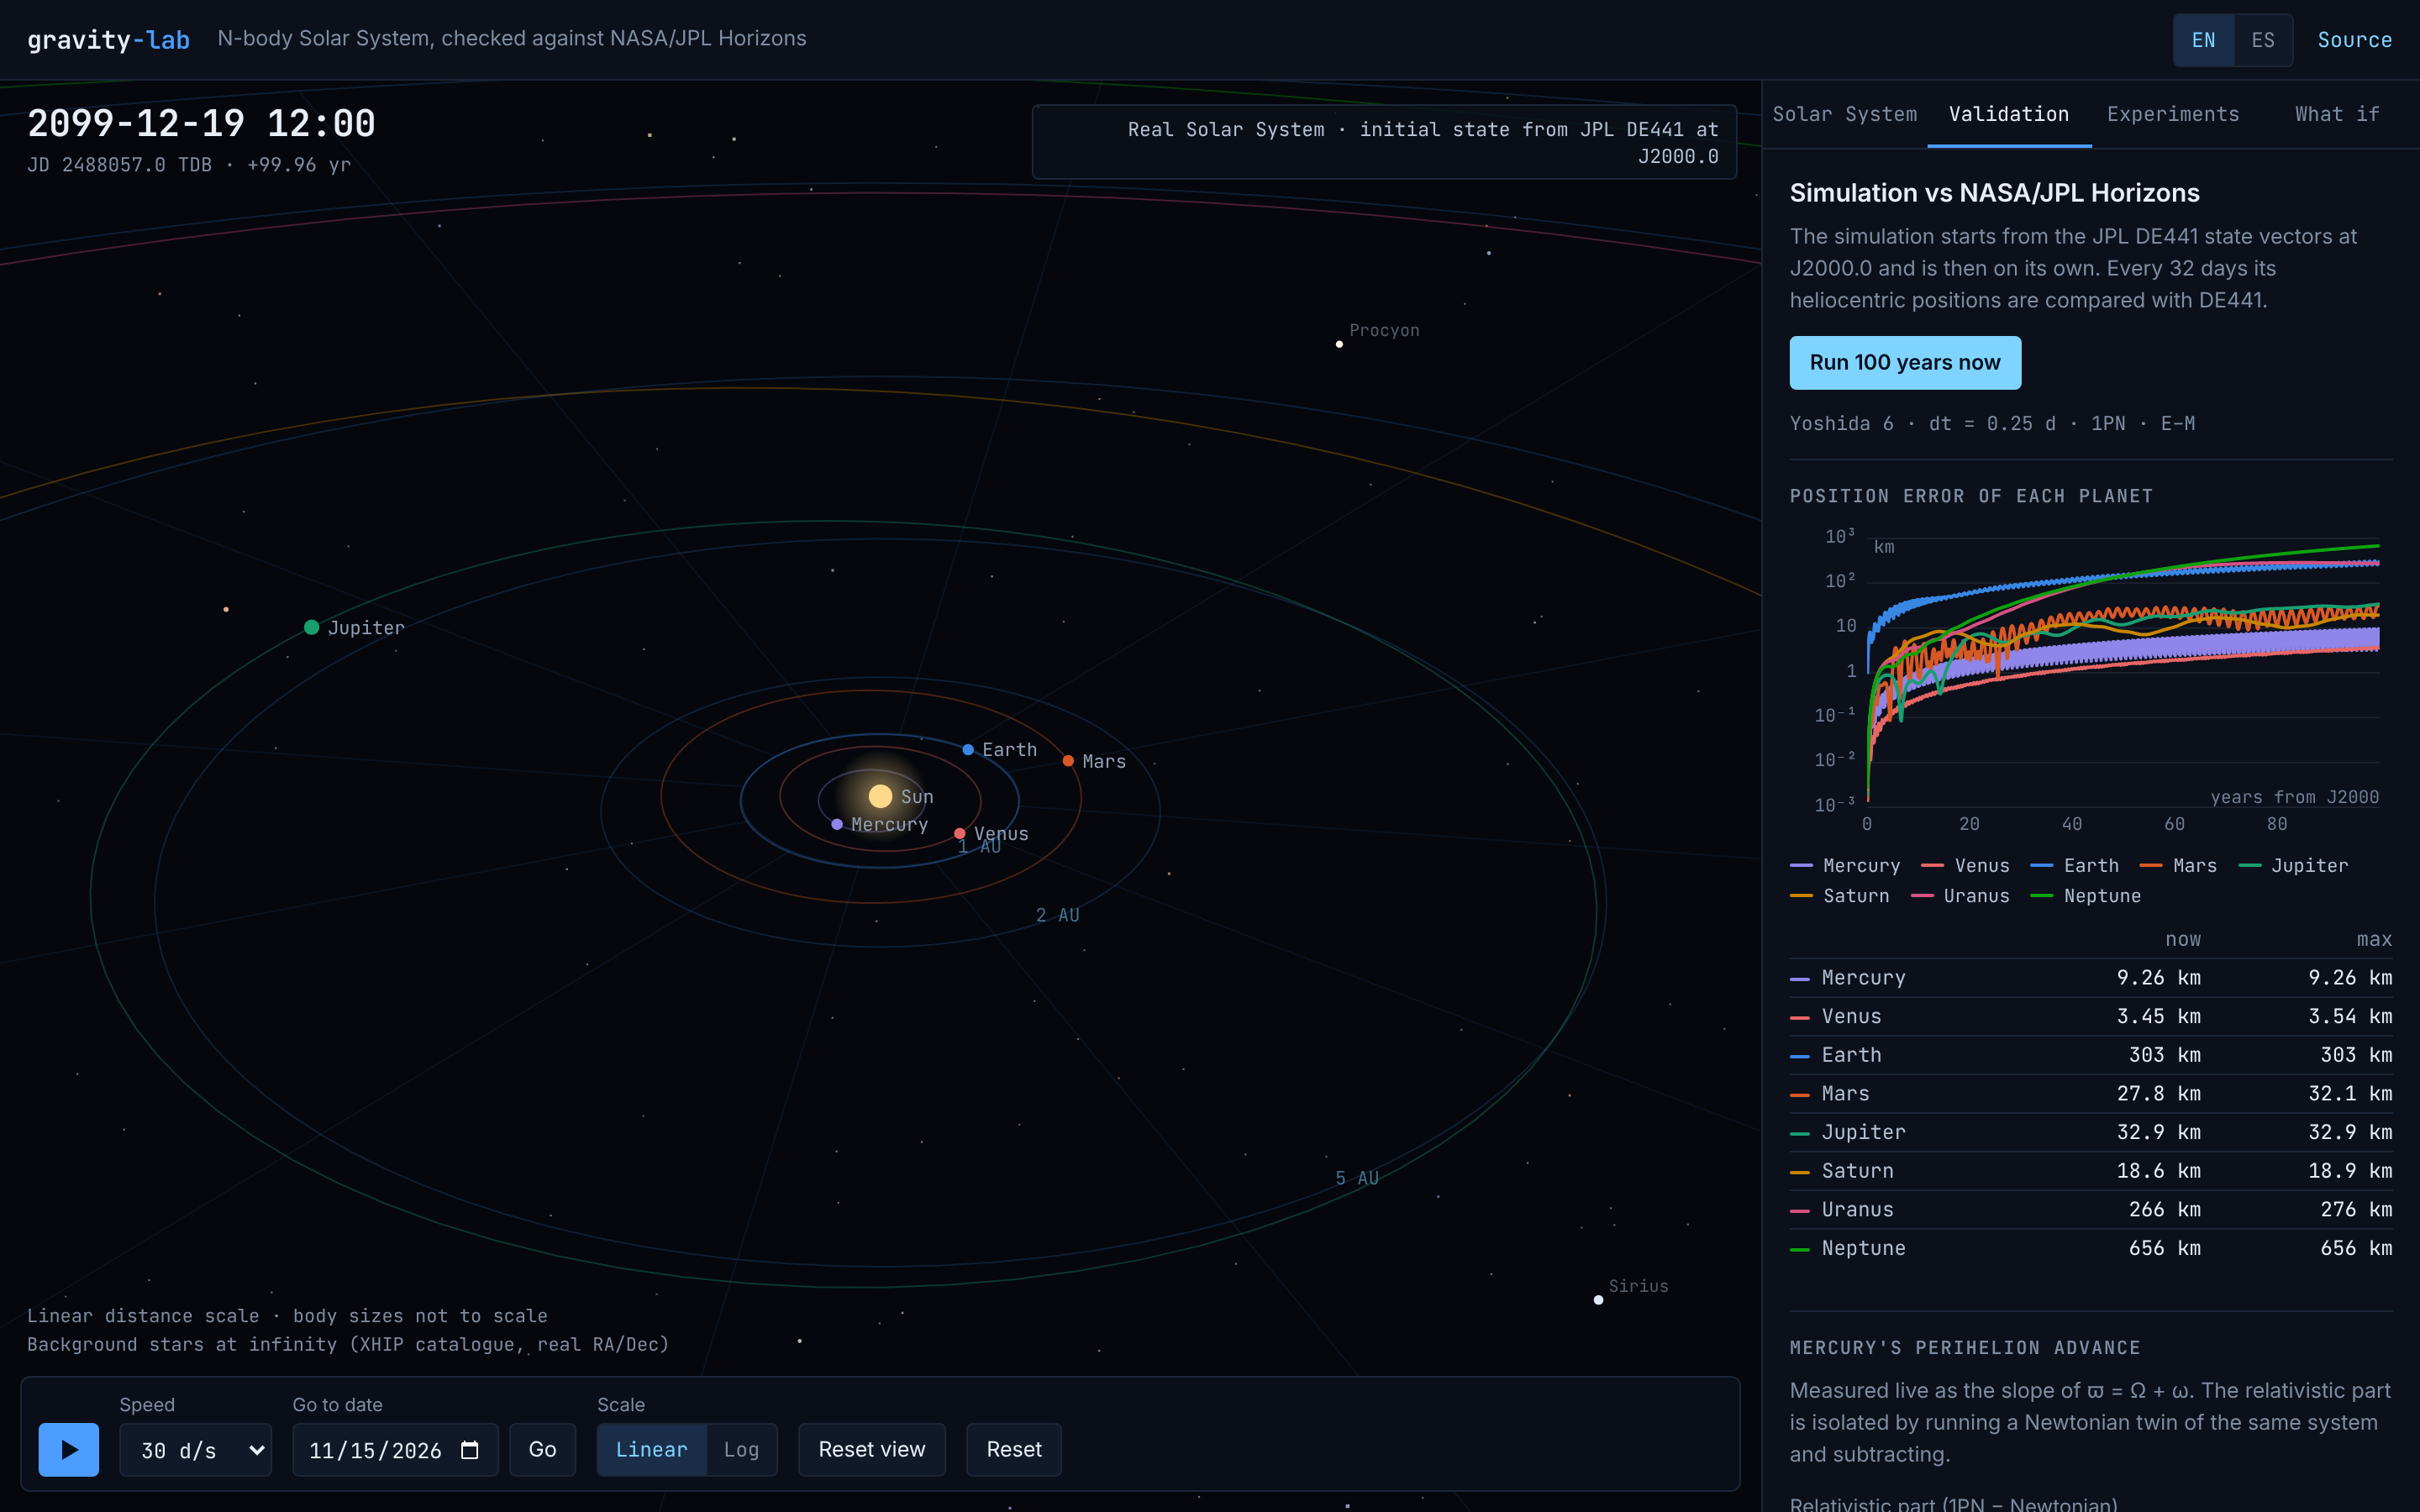 gravity-lab N-body Solar System, checked against NASA/JPL Horizons
EN ES Source
2099-12-19 12:00
JD 2488057.0 TDB · +99.96 yr
Real Solar System · initial state from JPL DE441 at
J2000.0
Procyon
Jupiter
Earth
Mars
Sun
Mercury
Venus
1 AU
2 AU
5 AU
Sirius
Linear distance scale · body sizes not to scale
Background stars at infinity (XHIP catalogue, real RA/Dec)
Speed
Go to date
Scale
30 d/s
11/15/2026
Go
Linear Log
Reset view
Reset
Solar System Validation Experiments What if
Simulation vs NASA/JPL Horizons
The simulation starts from the JPL DE441 state vectors at
J2000.0 and is then on its own. Every 32 days its
heliocentric positions are compared with DE441.
Run 100 years now
Yoshida 6 · dt = 0.25 d · 1PN · E-M
POSITION ERROR OF EACH PLANET
10³
km
10²
10
1
10⁻¹
10⁻²
10⁻³
years from J2000
0 20 40 60 80
Mercury Venus Earth Mars Jupiter
Saturn Uranus Neptune
now max
Mercury 9.26 km 9.26 km
Venus 3.45 km 3.54 km
Earth 303 km 303 km
Mars 27.8 km 32.1 km
Jupiter 32.9 km 32.9 km
Saturn 18.6 km 18.9 km
Uranus 266 km 276 km
Neptune 656 km 656 km
MERCURY'S PERIHELION ADVANCE
Measured live as the slope of ϖ = Ω + ω. The relativistic part
is isolated by running a Newtonian twin of the same system
and subtracting.
Relativistic part (1PN − Newtonian)